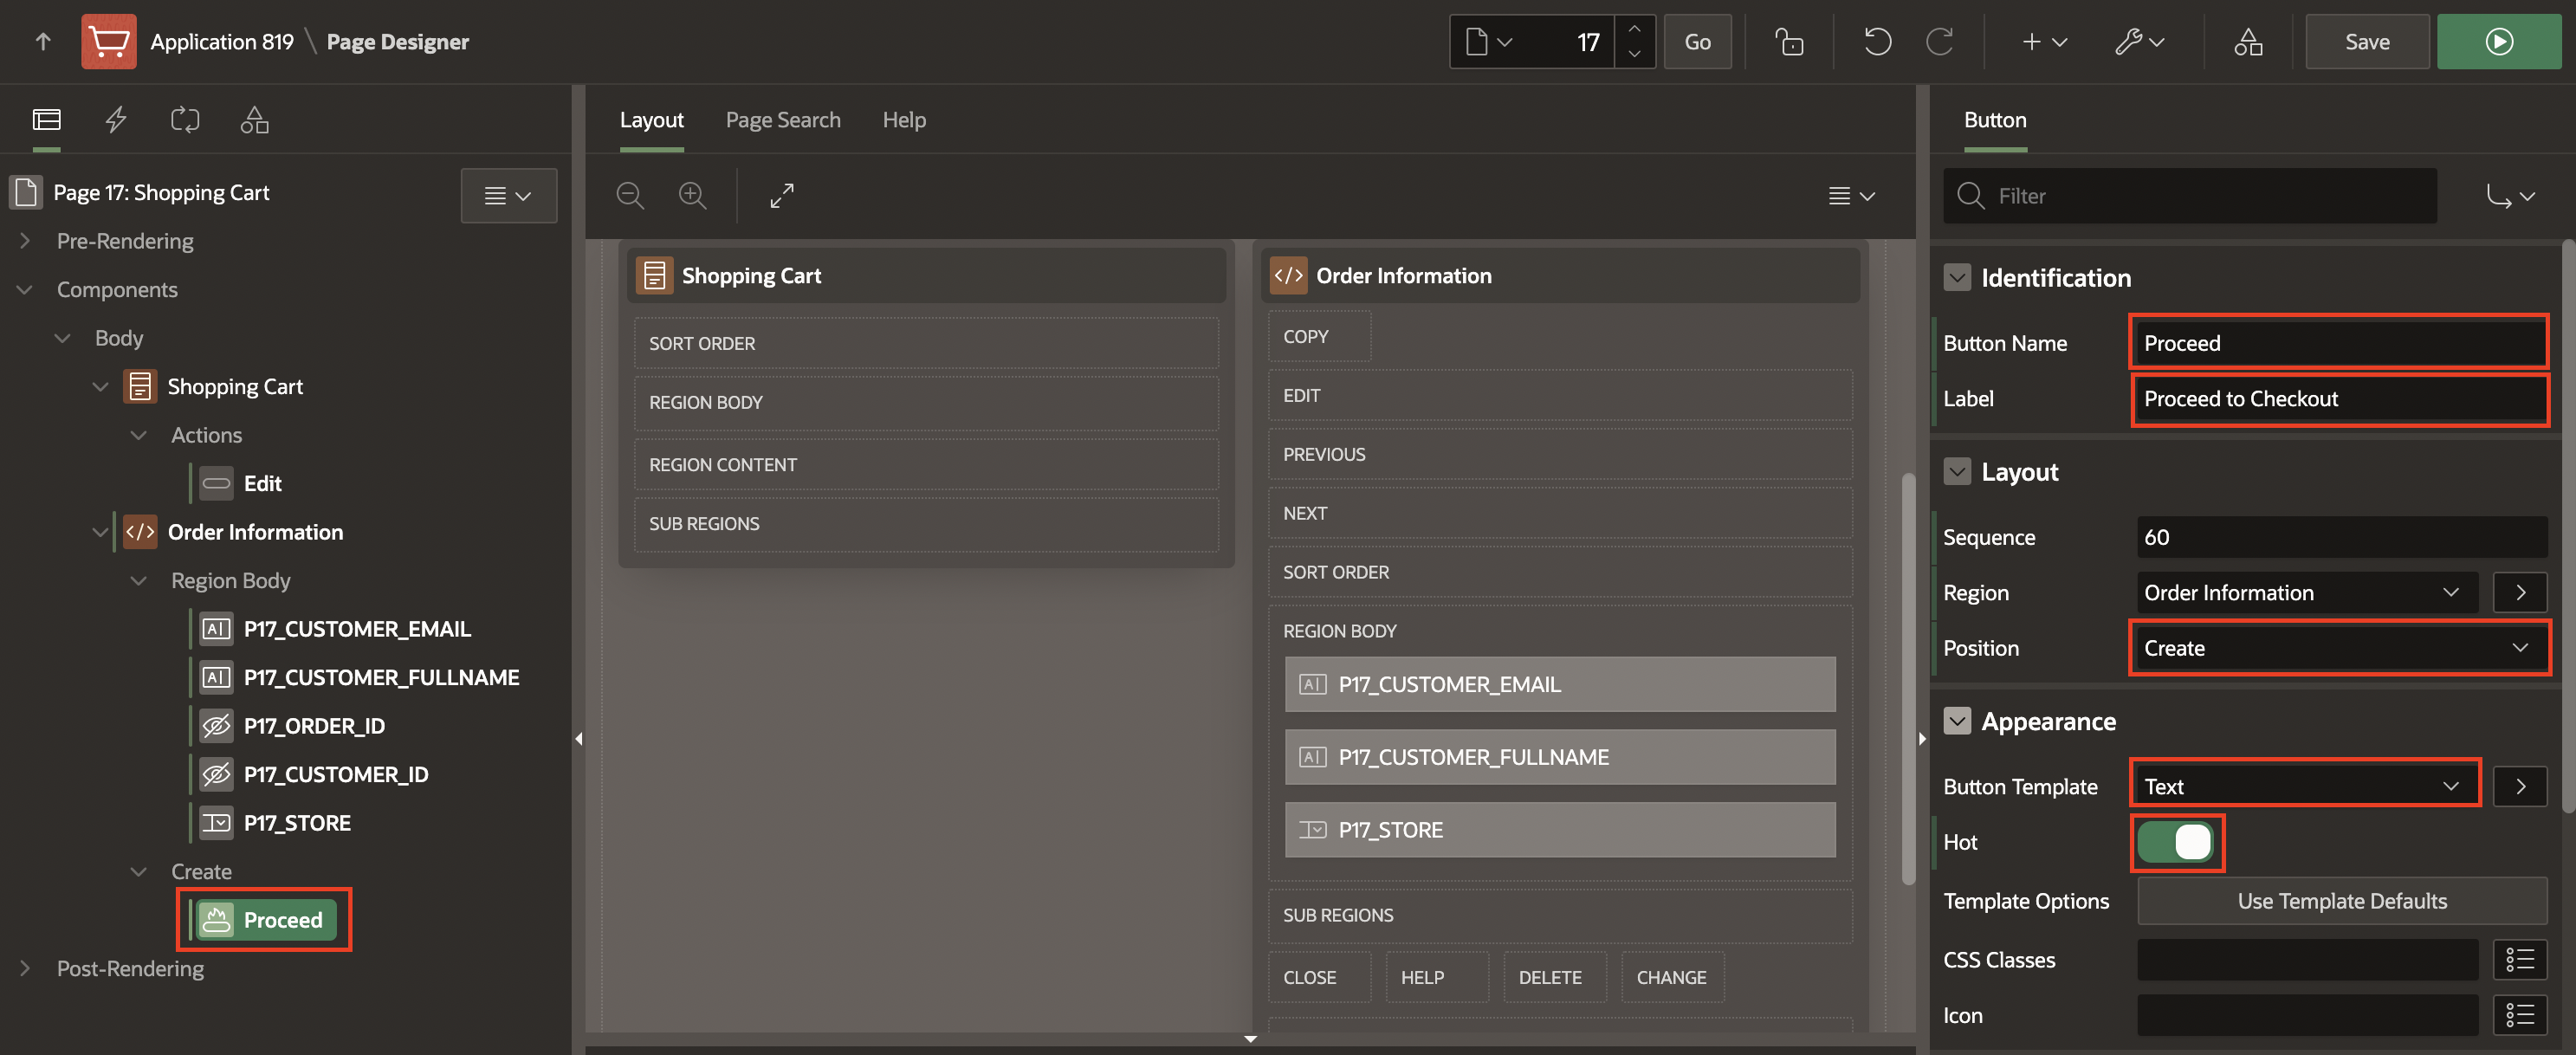 Application 819 \ Page Designer
17
Go
Save
Page 17: Shopping Cart
Pre-Rendering
Components
Body
Shopping Cart
Actions
Edit
Order Information
Region Body
P17_CUSTOMER_EMAIL
P17_CUSTOMER_FULLNAME
P17_ORDER_ID
P17_CUSTOMER_ID
P17_STORE
Create
Proceed
Post-Rendering
Layout Page Search Help
Shopping Cart
SORT ORDER
REGION BODY
REGION CONTENT
SUB REGIONS
Order Information
COPY
EDIT
PREVIOUS
NEXT
SORT ORDER
REGION BODY
P17_CUSTOMER_EMAIL
P17_CUSTOMER_FULLNAME
P17_STORE
SUB REGIONS
CLOSE HELP DELETE CHANGE
Button
Filter
Identification
Button Name Proceed
Label Proceed to Checkout
Layout
Sequence 60
Region Order Information
Position Create
Appearance
Button Template Text
Hot
Template Options Use Template Defaults
CSS Classes
Icon